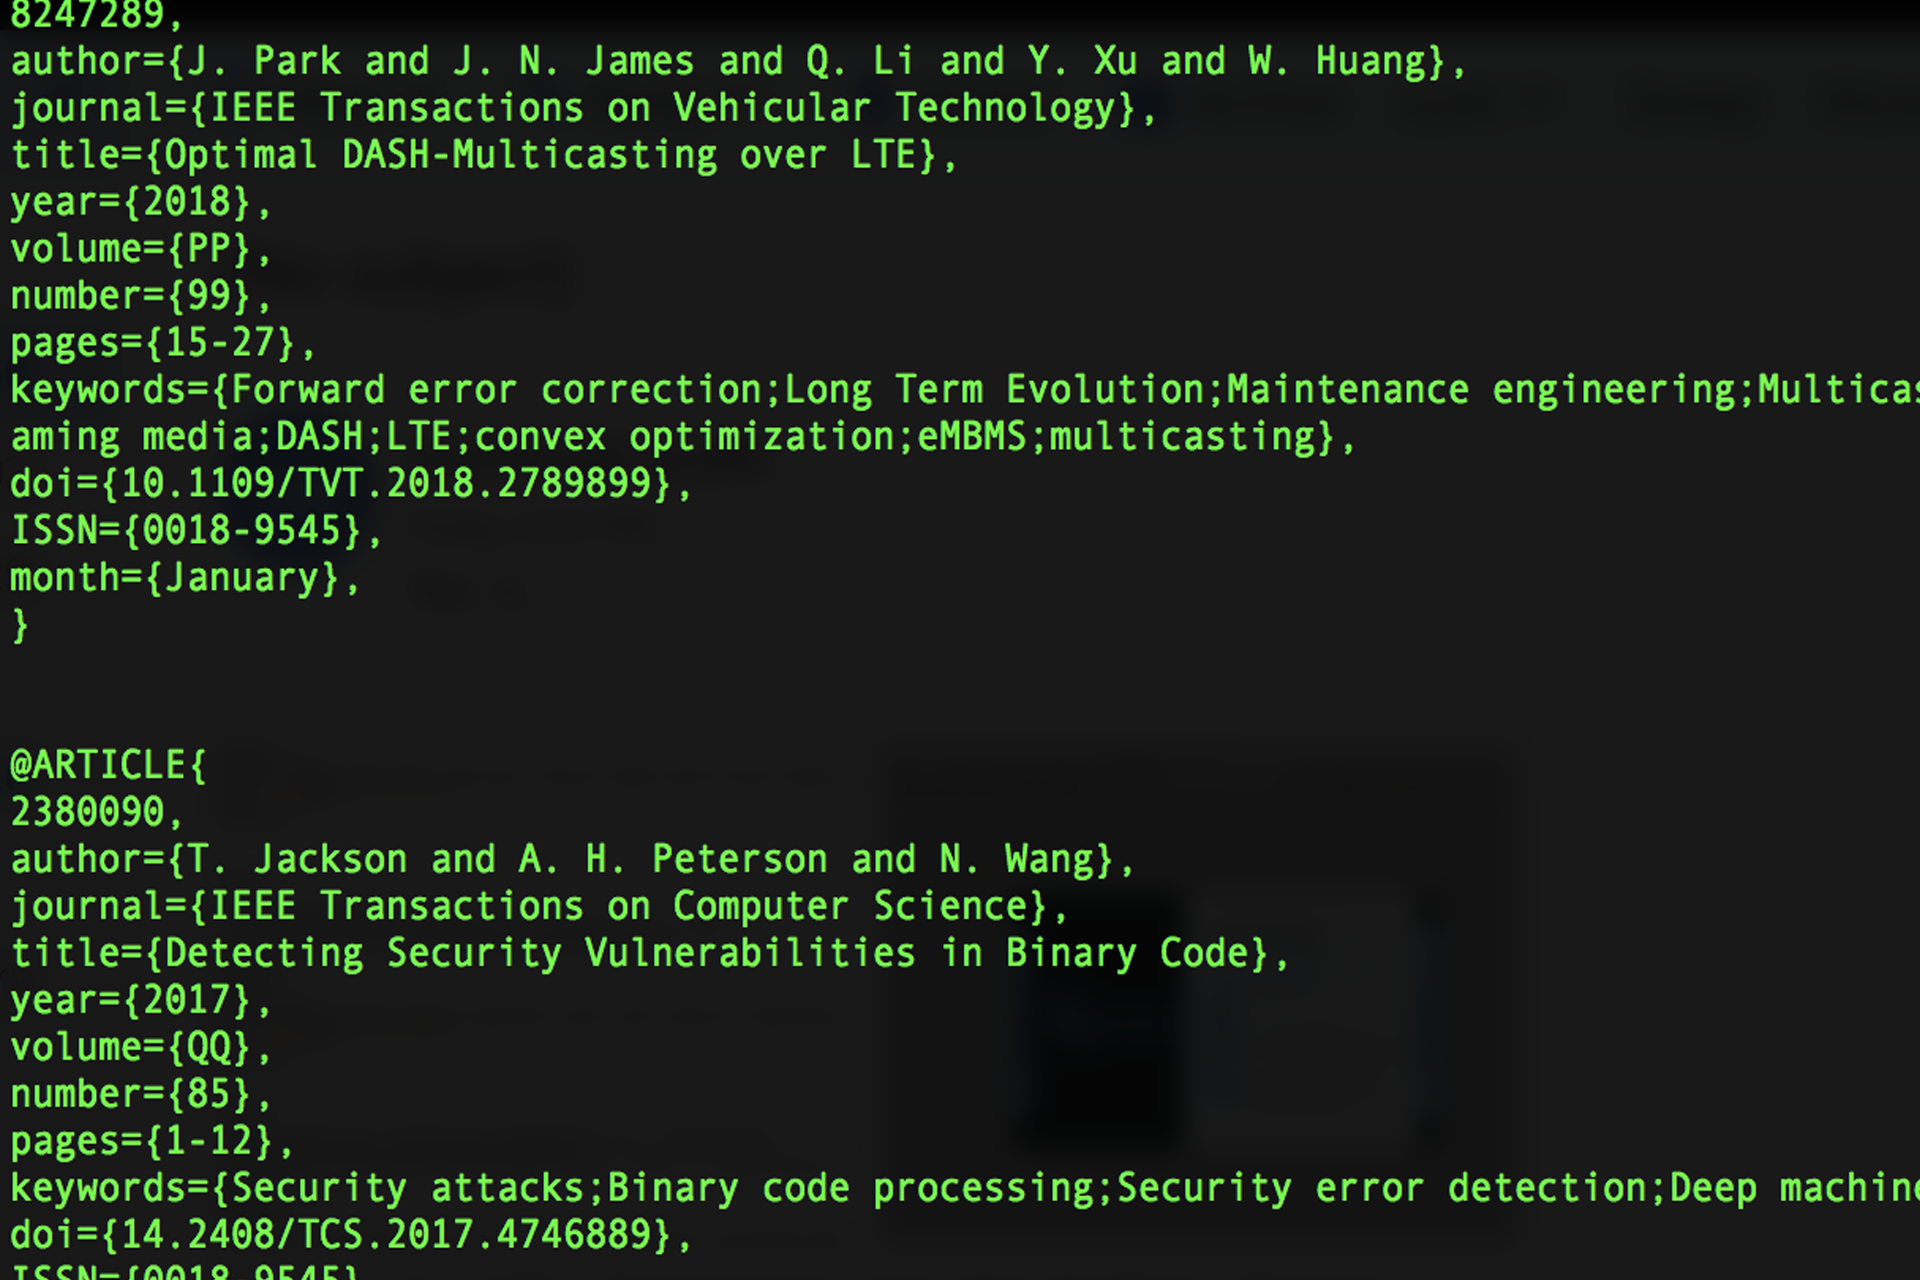 8247289,
author={J. Park and J. N. James and Q. Li and Y. Xu and W. Huang},
journal={IEEE Transactions on Vehicular Technology},
title={Optimal DASH-Multicasting over LTE},
year={2018},
volume={PP},
number={99},
pages={15-27},
keywords={Forward error correction;Long Term Evolution;Maintenance engineering;Multicas
aming media;DASH;LTE;convex optimization;eMBMS;multicasting},
doi={10.1109/TVT.2018.2789899},
ISSN={0018-9545},
month={January},
}
@ARTICLE{
2380090,
author={T. Jackson and A. H. Peterson and N. Wang},
journal={IEEE Transactions on Computer Science},
title={Detecting Security Vulnerabilities in Binary Code},
year={2017},
volume={QQ},
number={85},
pages={1-12},
keywords={Security attacks;Binary code processing;Security error detection;Deep machine
doi={14.2408/TCS.2017.4746889},
ISSN={0018-9545},